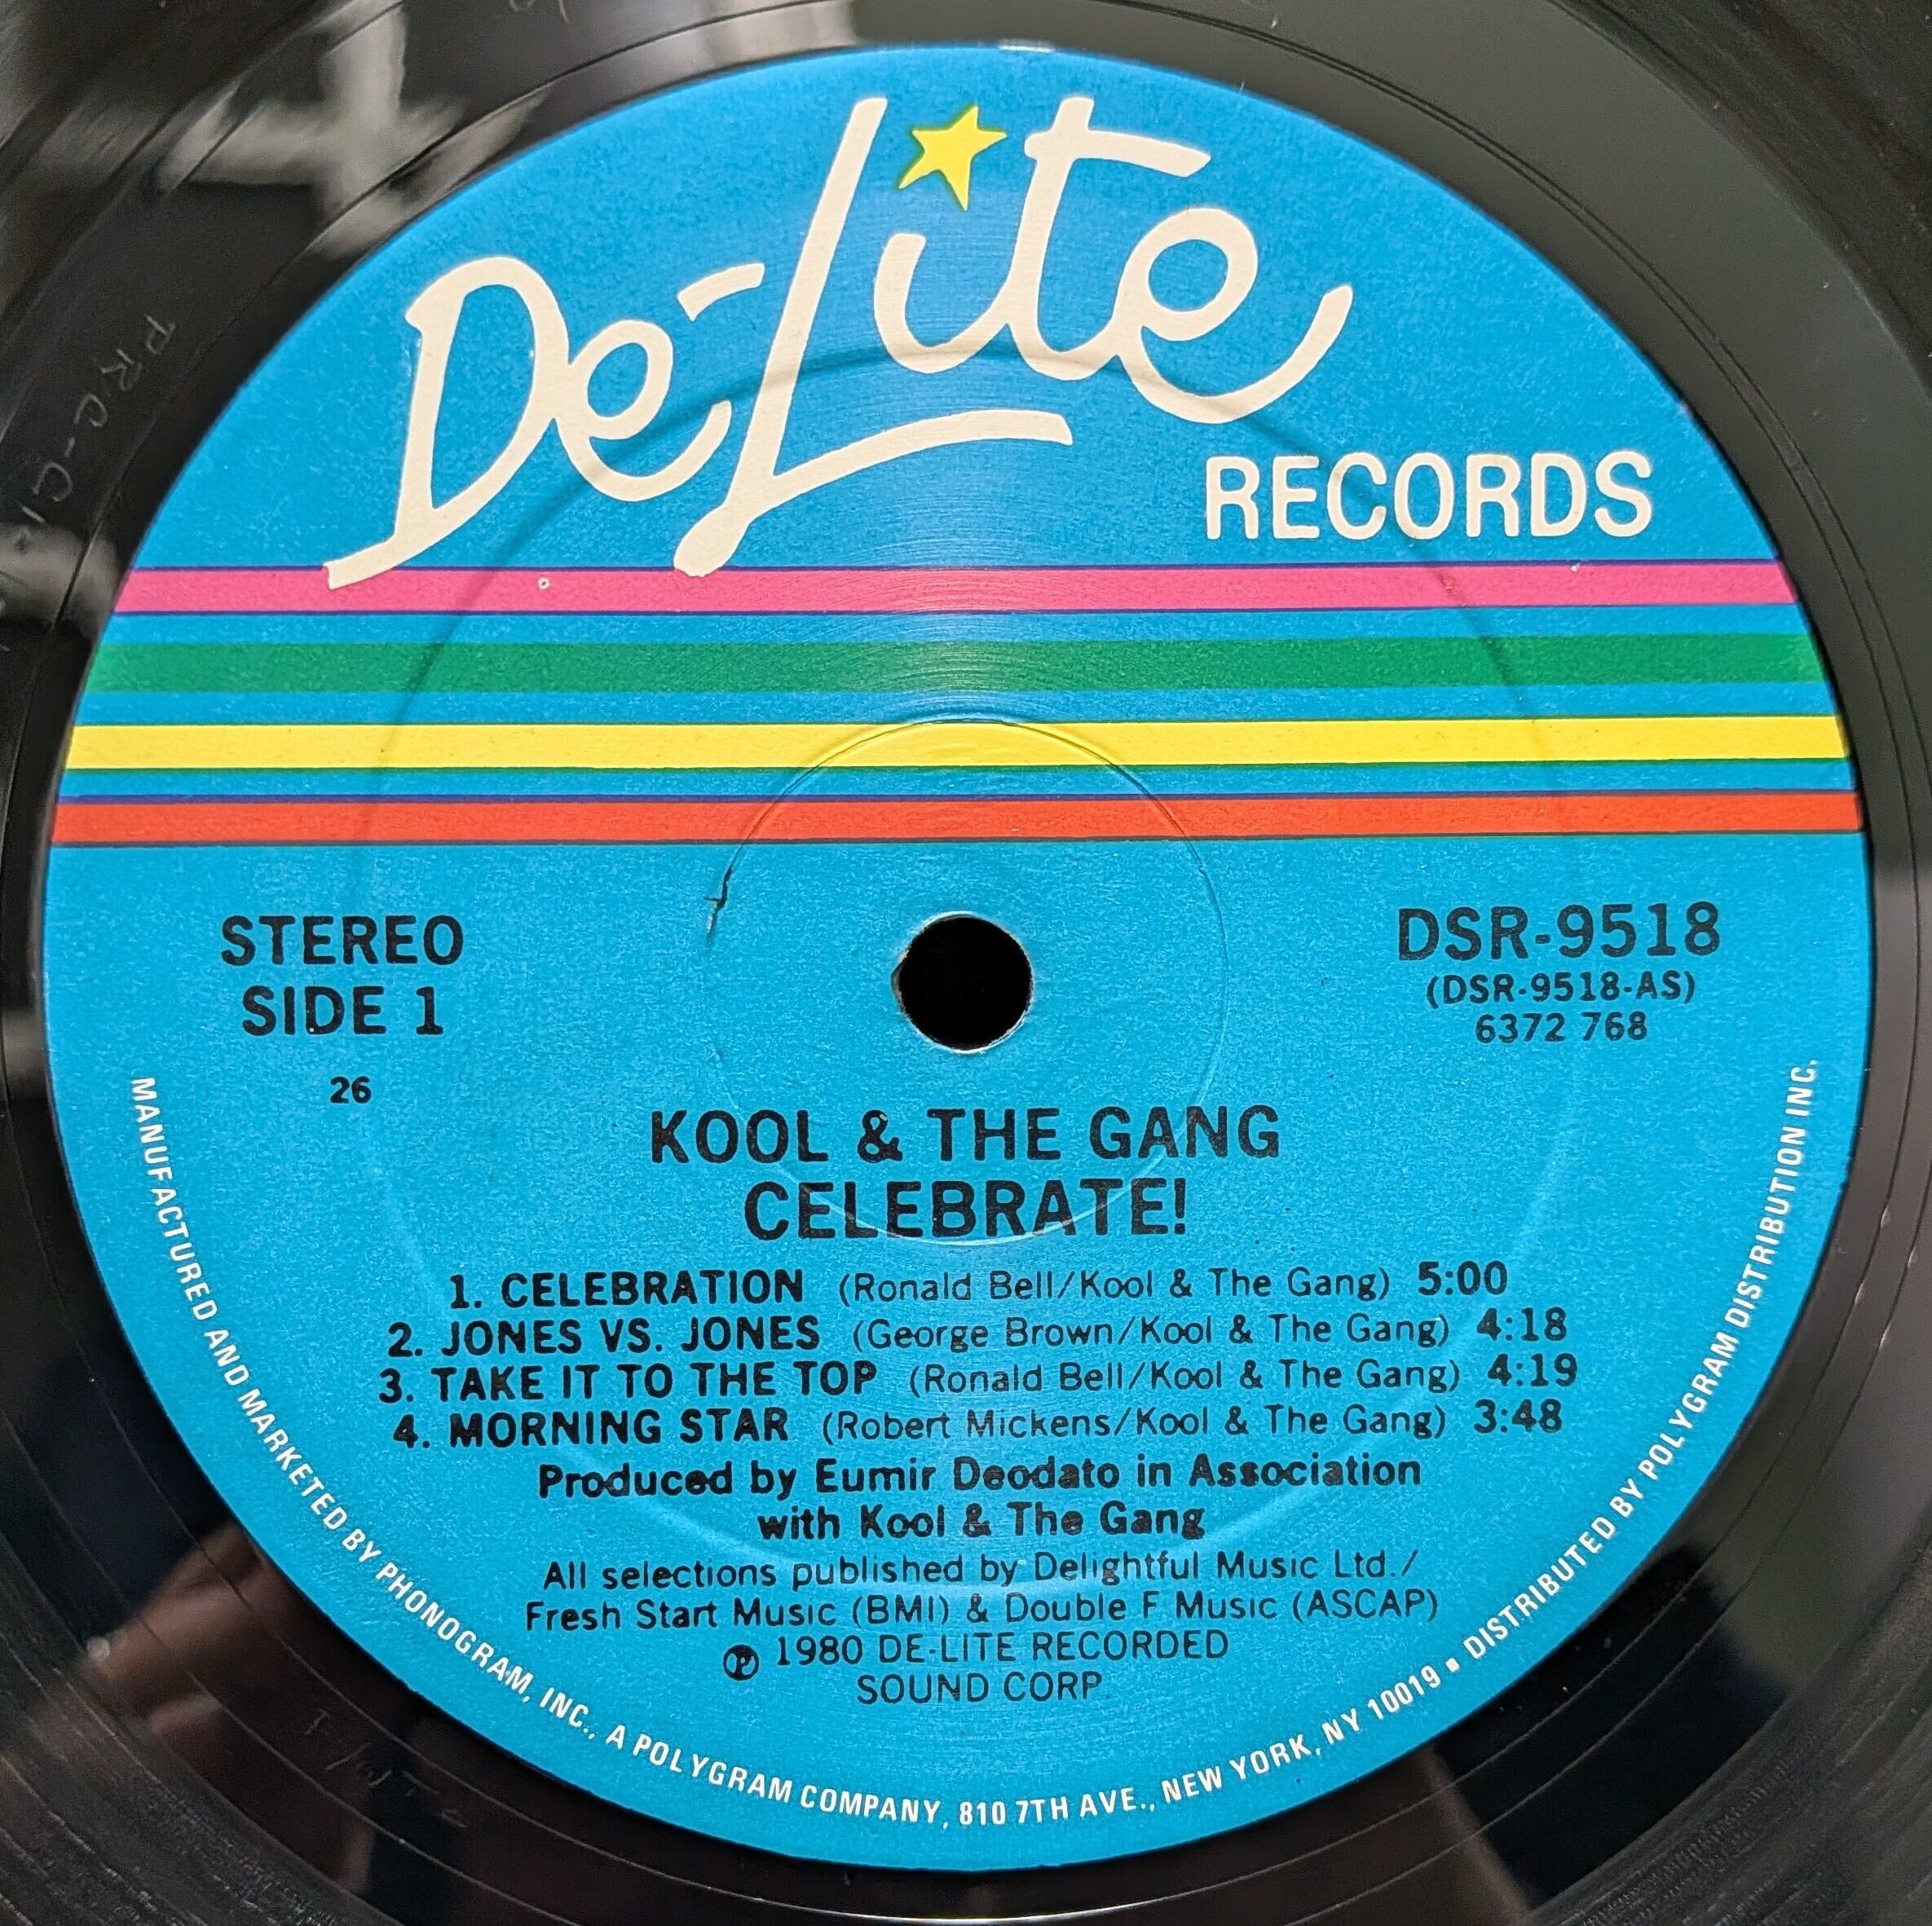 De-Lite
RECORDS
STEREO
SIDE 1
26
DSR-9518
(DSR-9518-AS)
6372 768
KOOL & THE GANG
CELEBRATE!
1. CELEBRATION (Ronald Bell/Kool & The Gang) 5:00
2. JONES VS. JONES (George Brown/Kool & The Gang) 4:18
3. TAKE IT TO THE TOP (Ronald Bell/Kool & The Gang) 4:19
4. MORNING STAR (Robert Mickens/Kool & The Gang) 3:48
Produced by Eumir Deodato in Association
with Kool & The Gang
All selections published by Delightful Music Ltd./
Fresh Start Music (BMI) & Double F Music (ASCAP)
℗ 1980 DE-LITE RECORDED
SOUND CORP.
MANUFACTURED AND MARKETED BY PHONOGRAM, INC., A POLYGRAM COMPANY, 810 7TH AVE., NEW YORK, NY 10019 ▪ DISTRIBUTED BY POLYGRAM DISTRIBUTION INC.